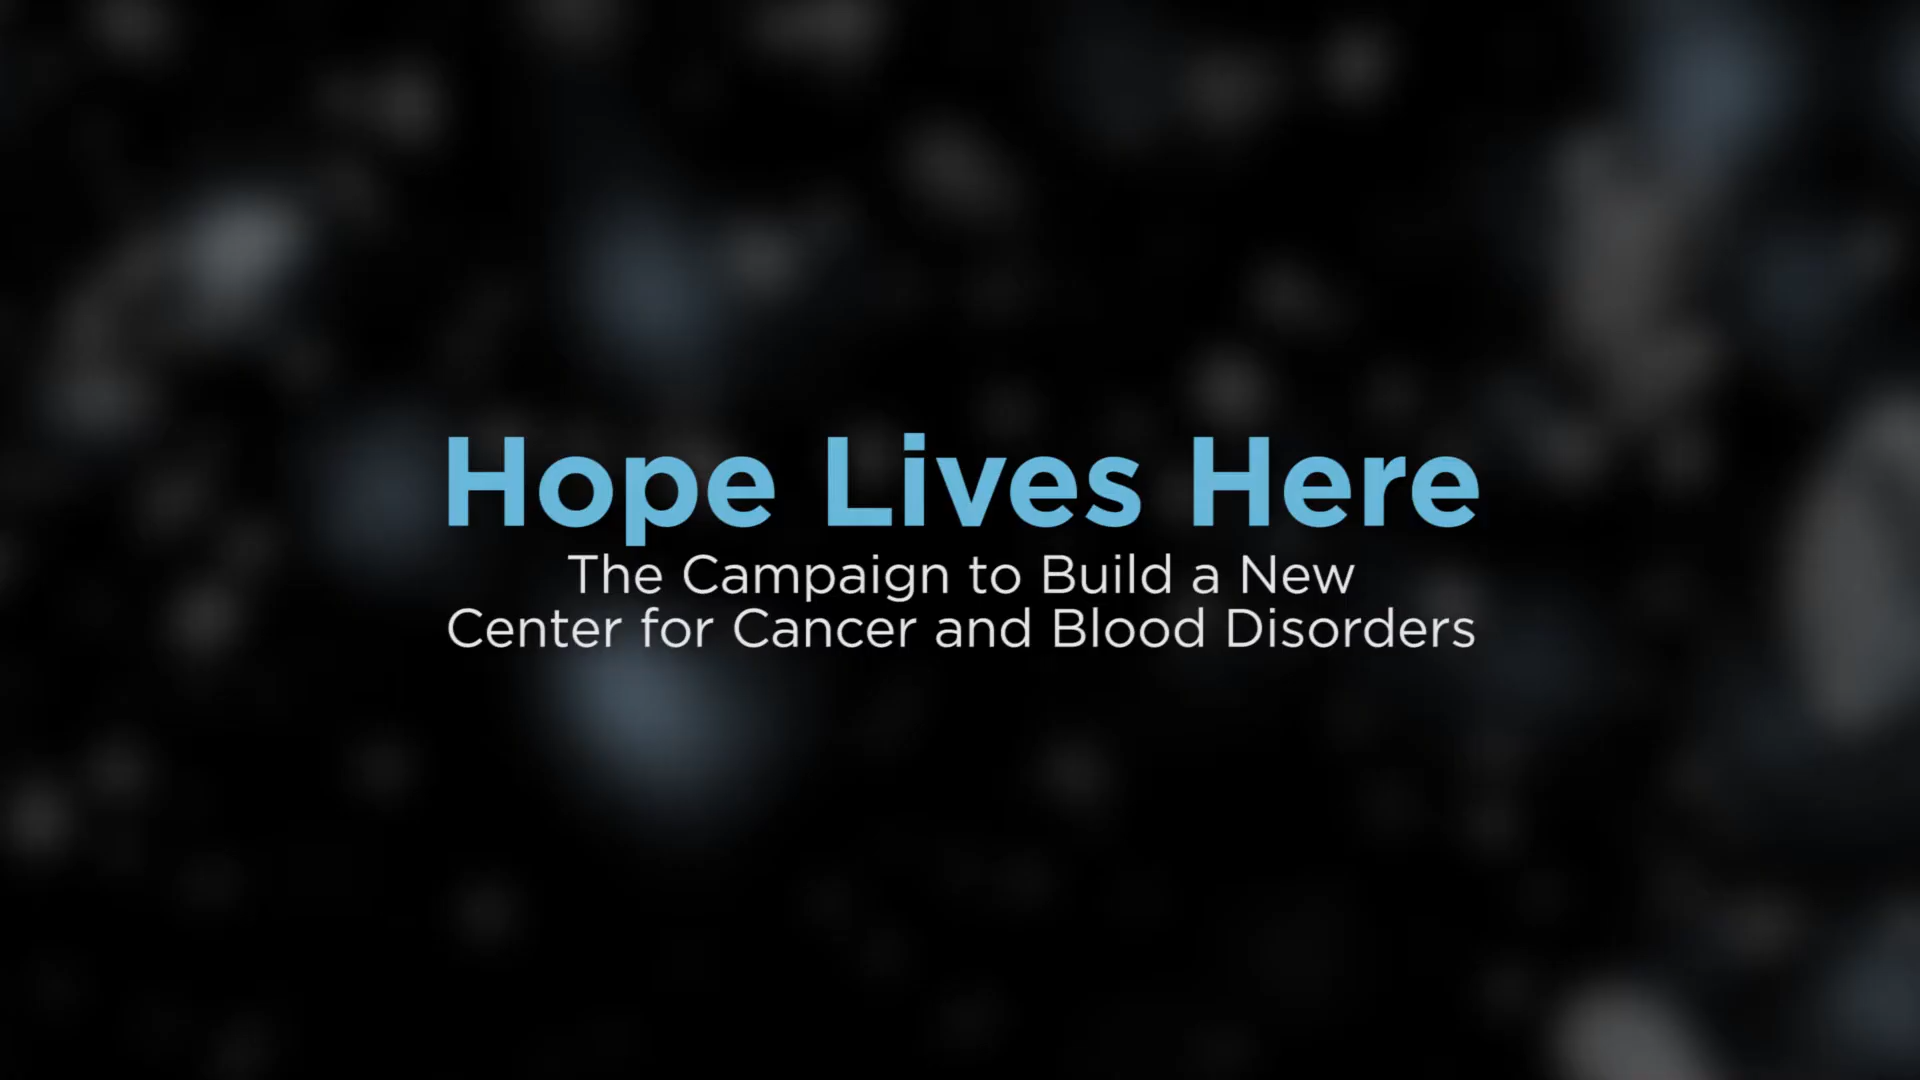 Hope Lives Here
The Campaign to Build a New
Center for Cancer and Blood Disorders